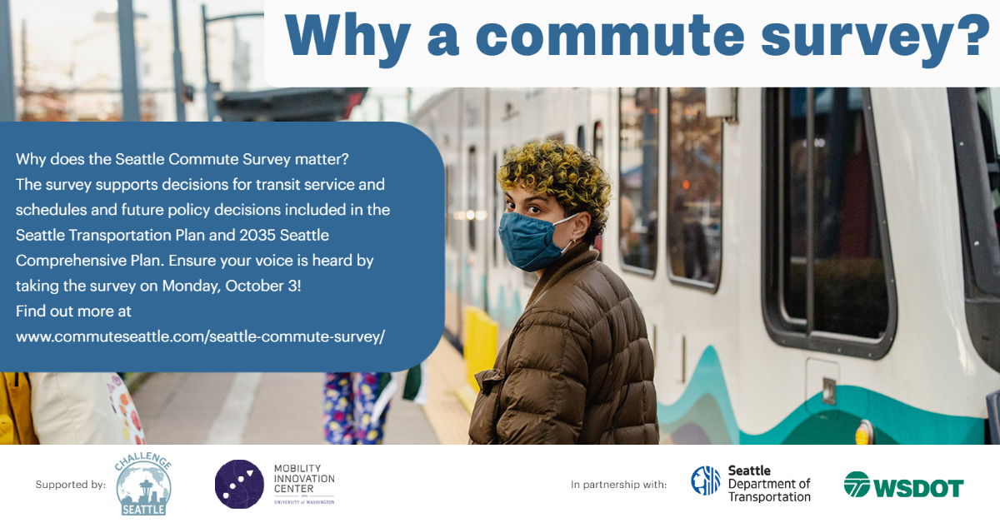 Why a commute survey?
Why does the Seattle Commute Survey matter?
The survey supports decisions for transit service and
schedules and future policy decisions included in the
Seattle Transportation Plan and 2035 Seattle
Comprehensive Plan. Ensure your voice is heard by
taking the survey on Monday, October 3!
Find out more at
www.commuteseattle.com/seattle-commute-survey/
Supported by:
CHALLENGE
SEATTLE
MOBILITY
INNOVATION
CENTER
UNIVERSITY of WASHINGTON
In partnership with:
Seattle
Department of
Transportation
WSDOT